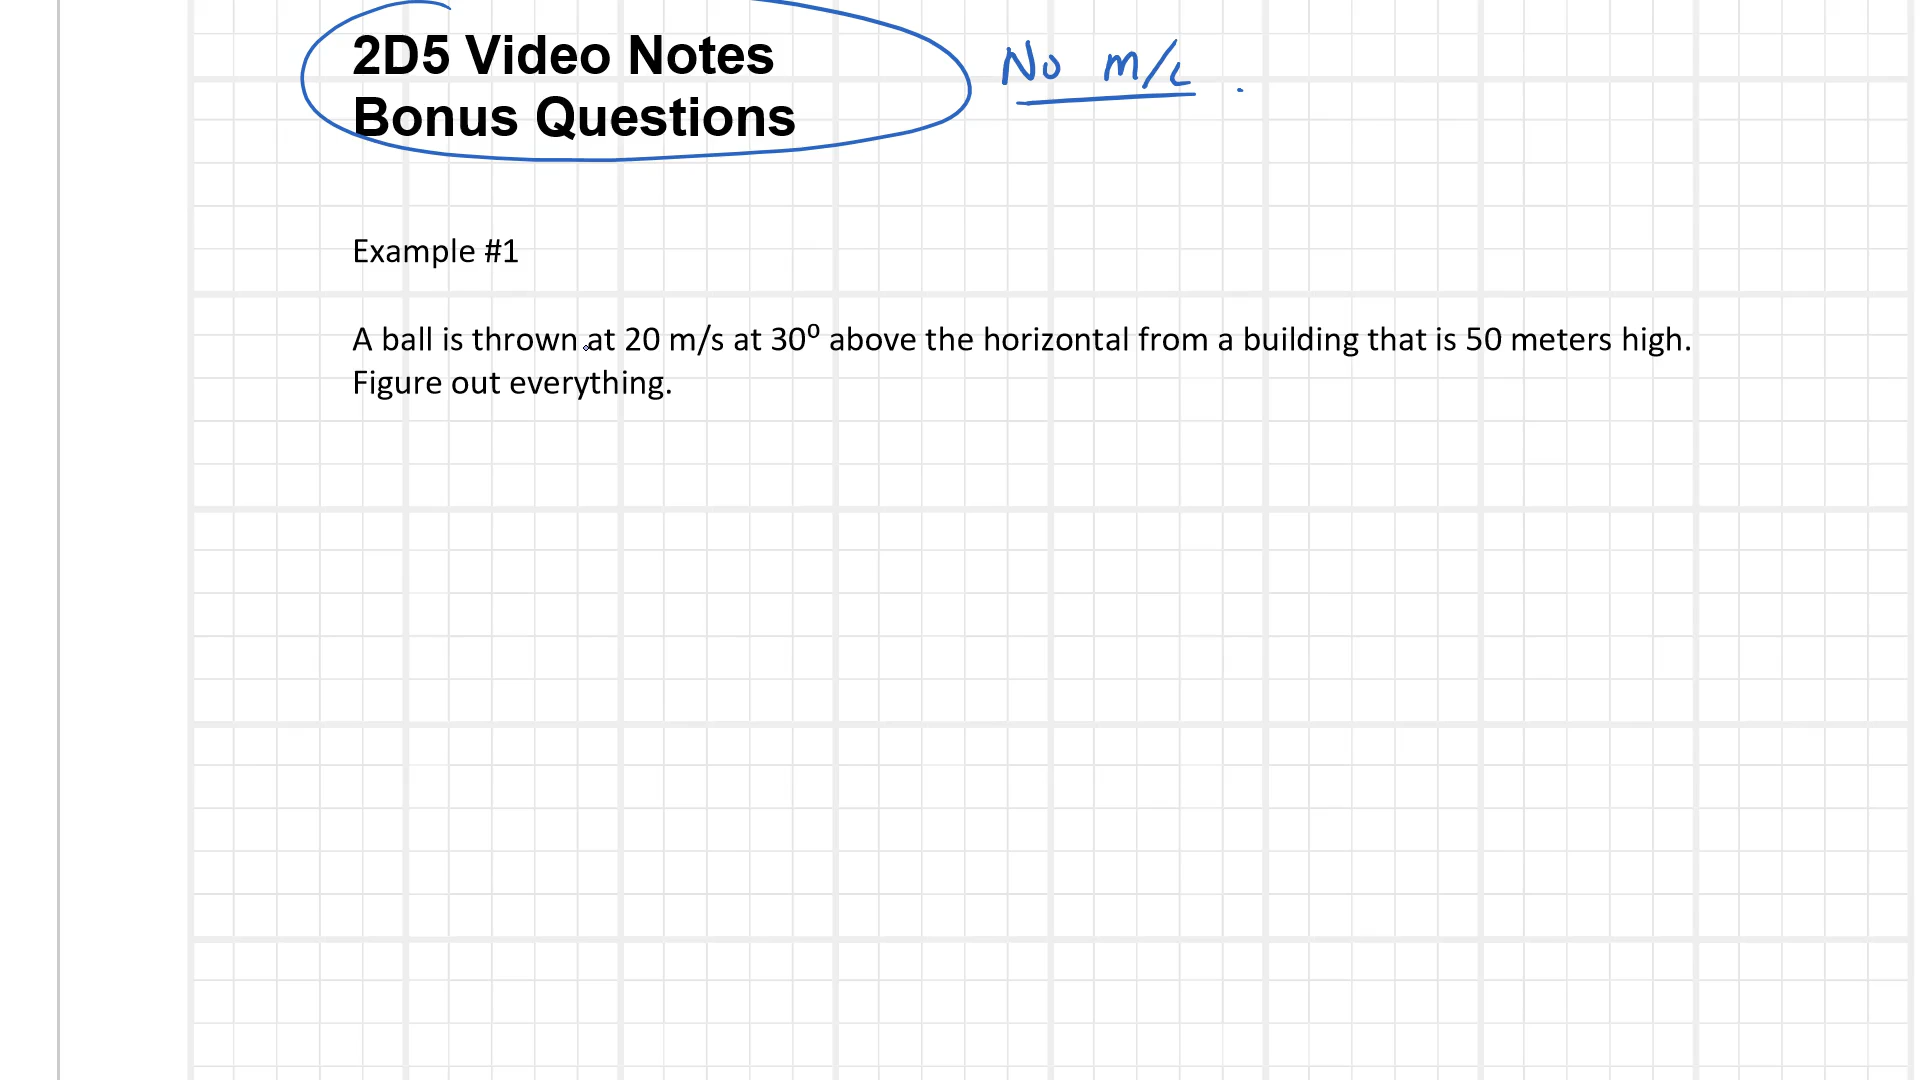 2D5 Video Notes
Bonus Questions
No m/c.
Example #1
A ball is thrown at 20 m/s at 30⁰ above the horizontal from a building that is 50 meters high.
Figure out everything.